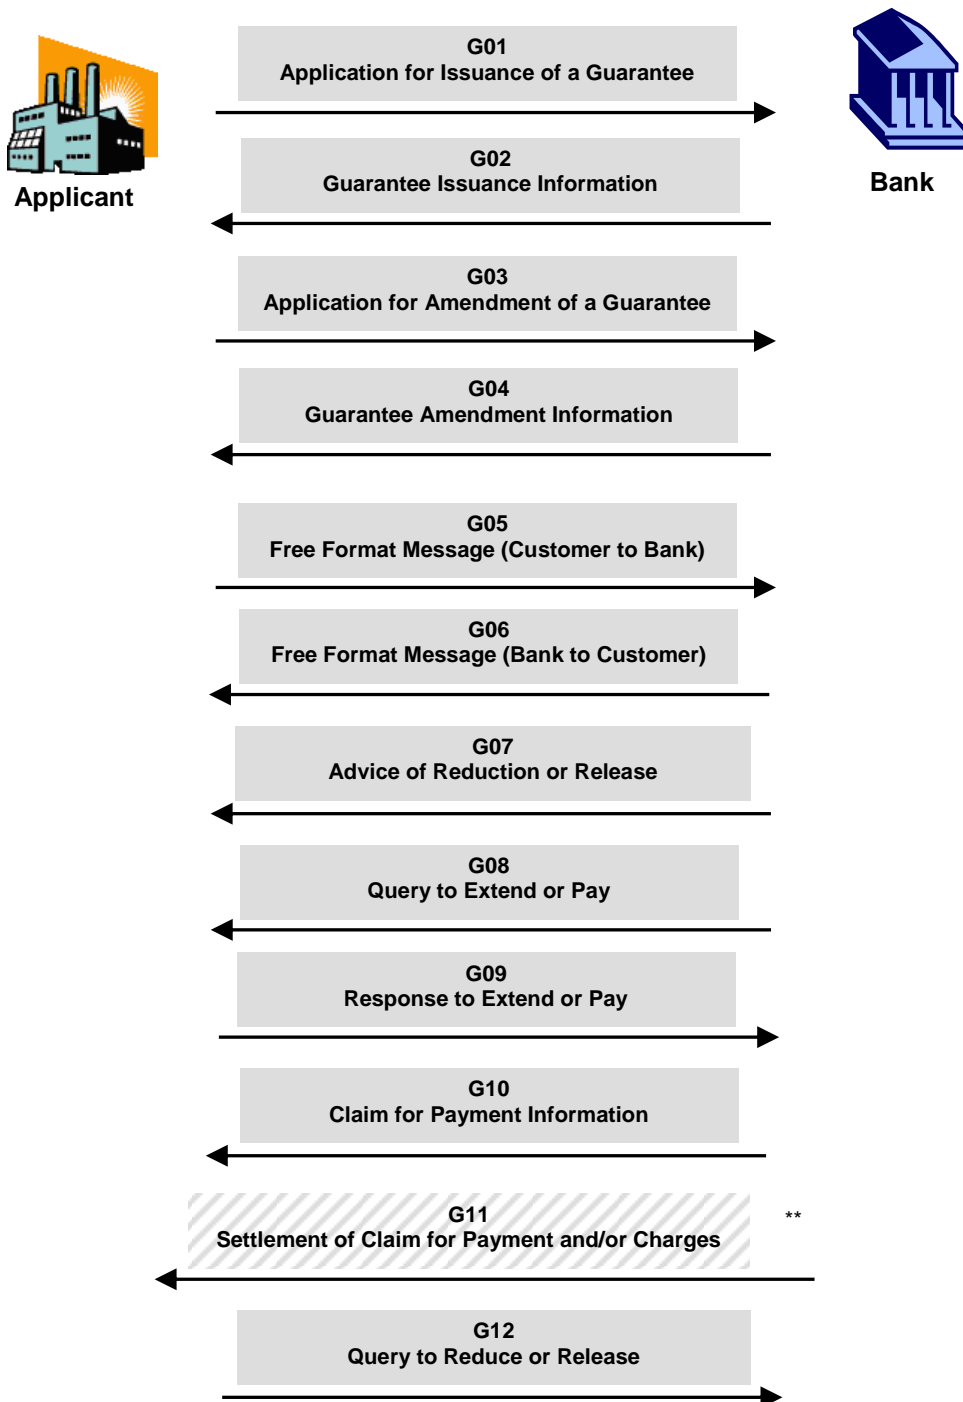 G01
Application for Issuance of a Guarantee
Applicant
Bank
G02
Guarantee Issuance Information
G03
Application for Amendment of a Guarantee
G04
Guarantee Amendment Information
G05
Free Format Message (Customer to Bank)
G06
Free Format Message (Bank to Customer)
G07
Advice of Reduction or Release
G08
Query to Extend or Pay
G09
Response to Extend or Pay
G10
Claim for Payment Information
G11
Settlement of Claim for Payment and/or Charges
**
G12
Query to Reduce or Release